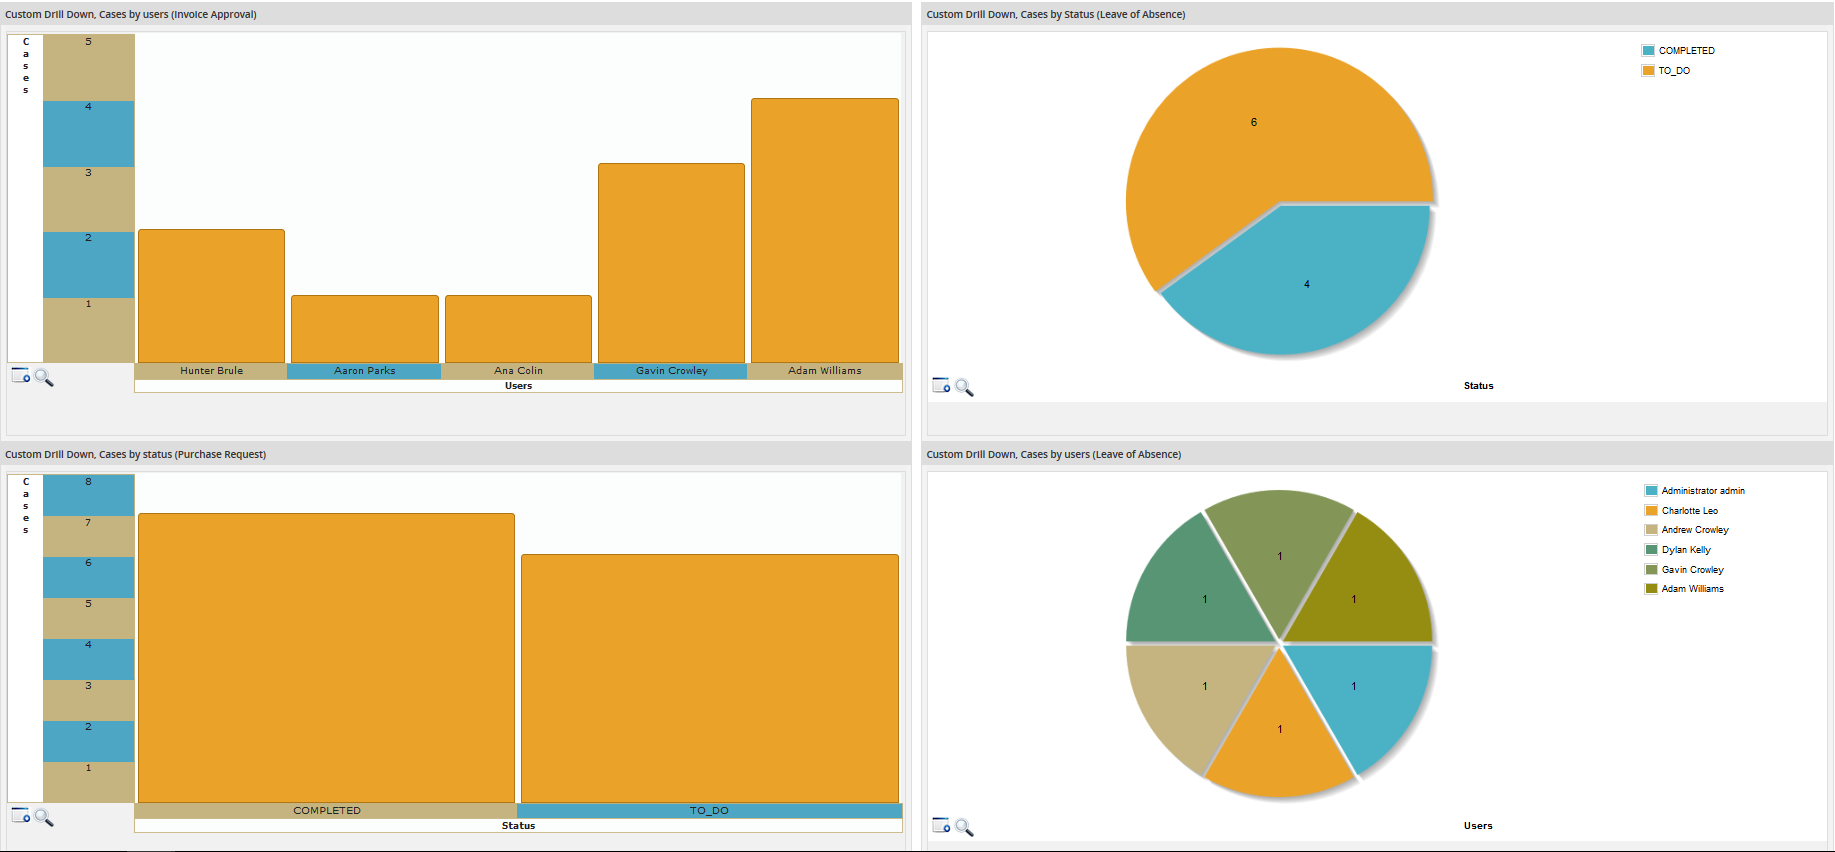 Custom Drill Down, Cases by users (Invoice Approval)
Cases
5
4
3
2
1
Hunter Brule
Aaron Parks
Ana Colin
Gavin Crowley
Adam Williams
Users
Custom Drill Down, Cases by Status (Leave of Absence)
COMPLETED
TO_DO
6
4
Status
Custom Drill Down, Cases by status (Purchase Request)
Cases
8
7
6
5
4
3
2
1
COMPLETED
TO_DO
Status
Custom Drill Down, Cases by users (Leave of Absence)
Administrator admin
Charlotte Leo
Andrew Crowley
Dylan Kelly
Gavin Crowley
Adam Williams
1
1
1
1
1
1
Users